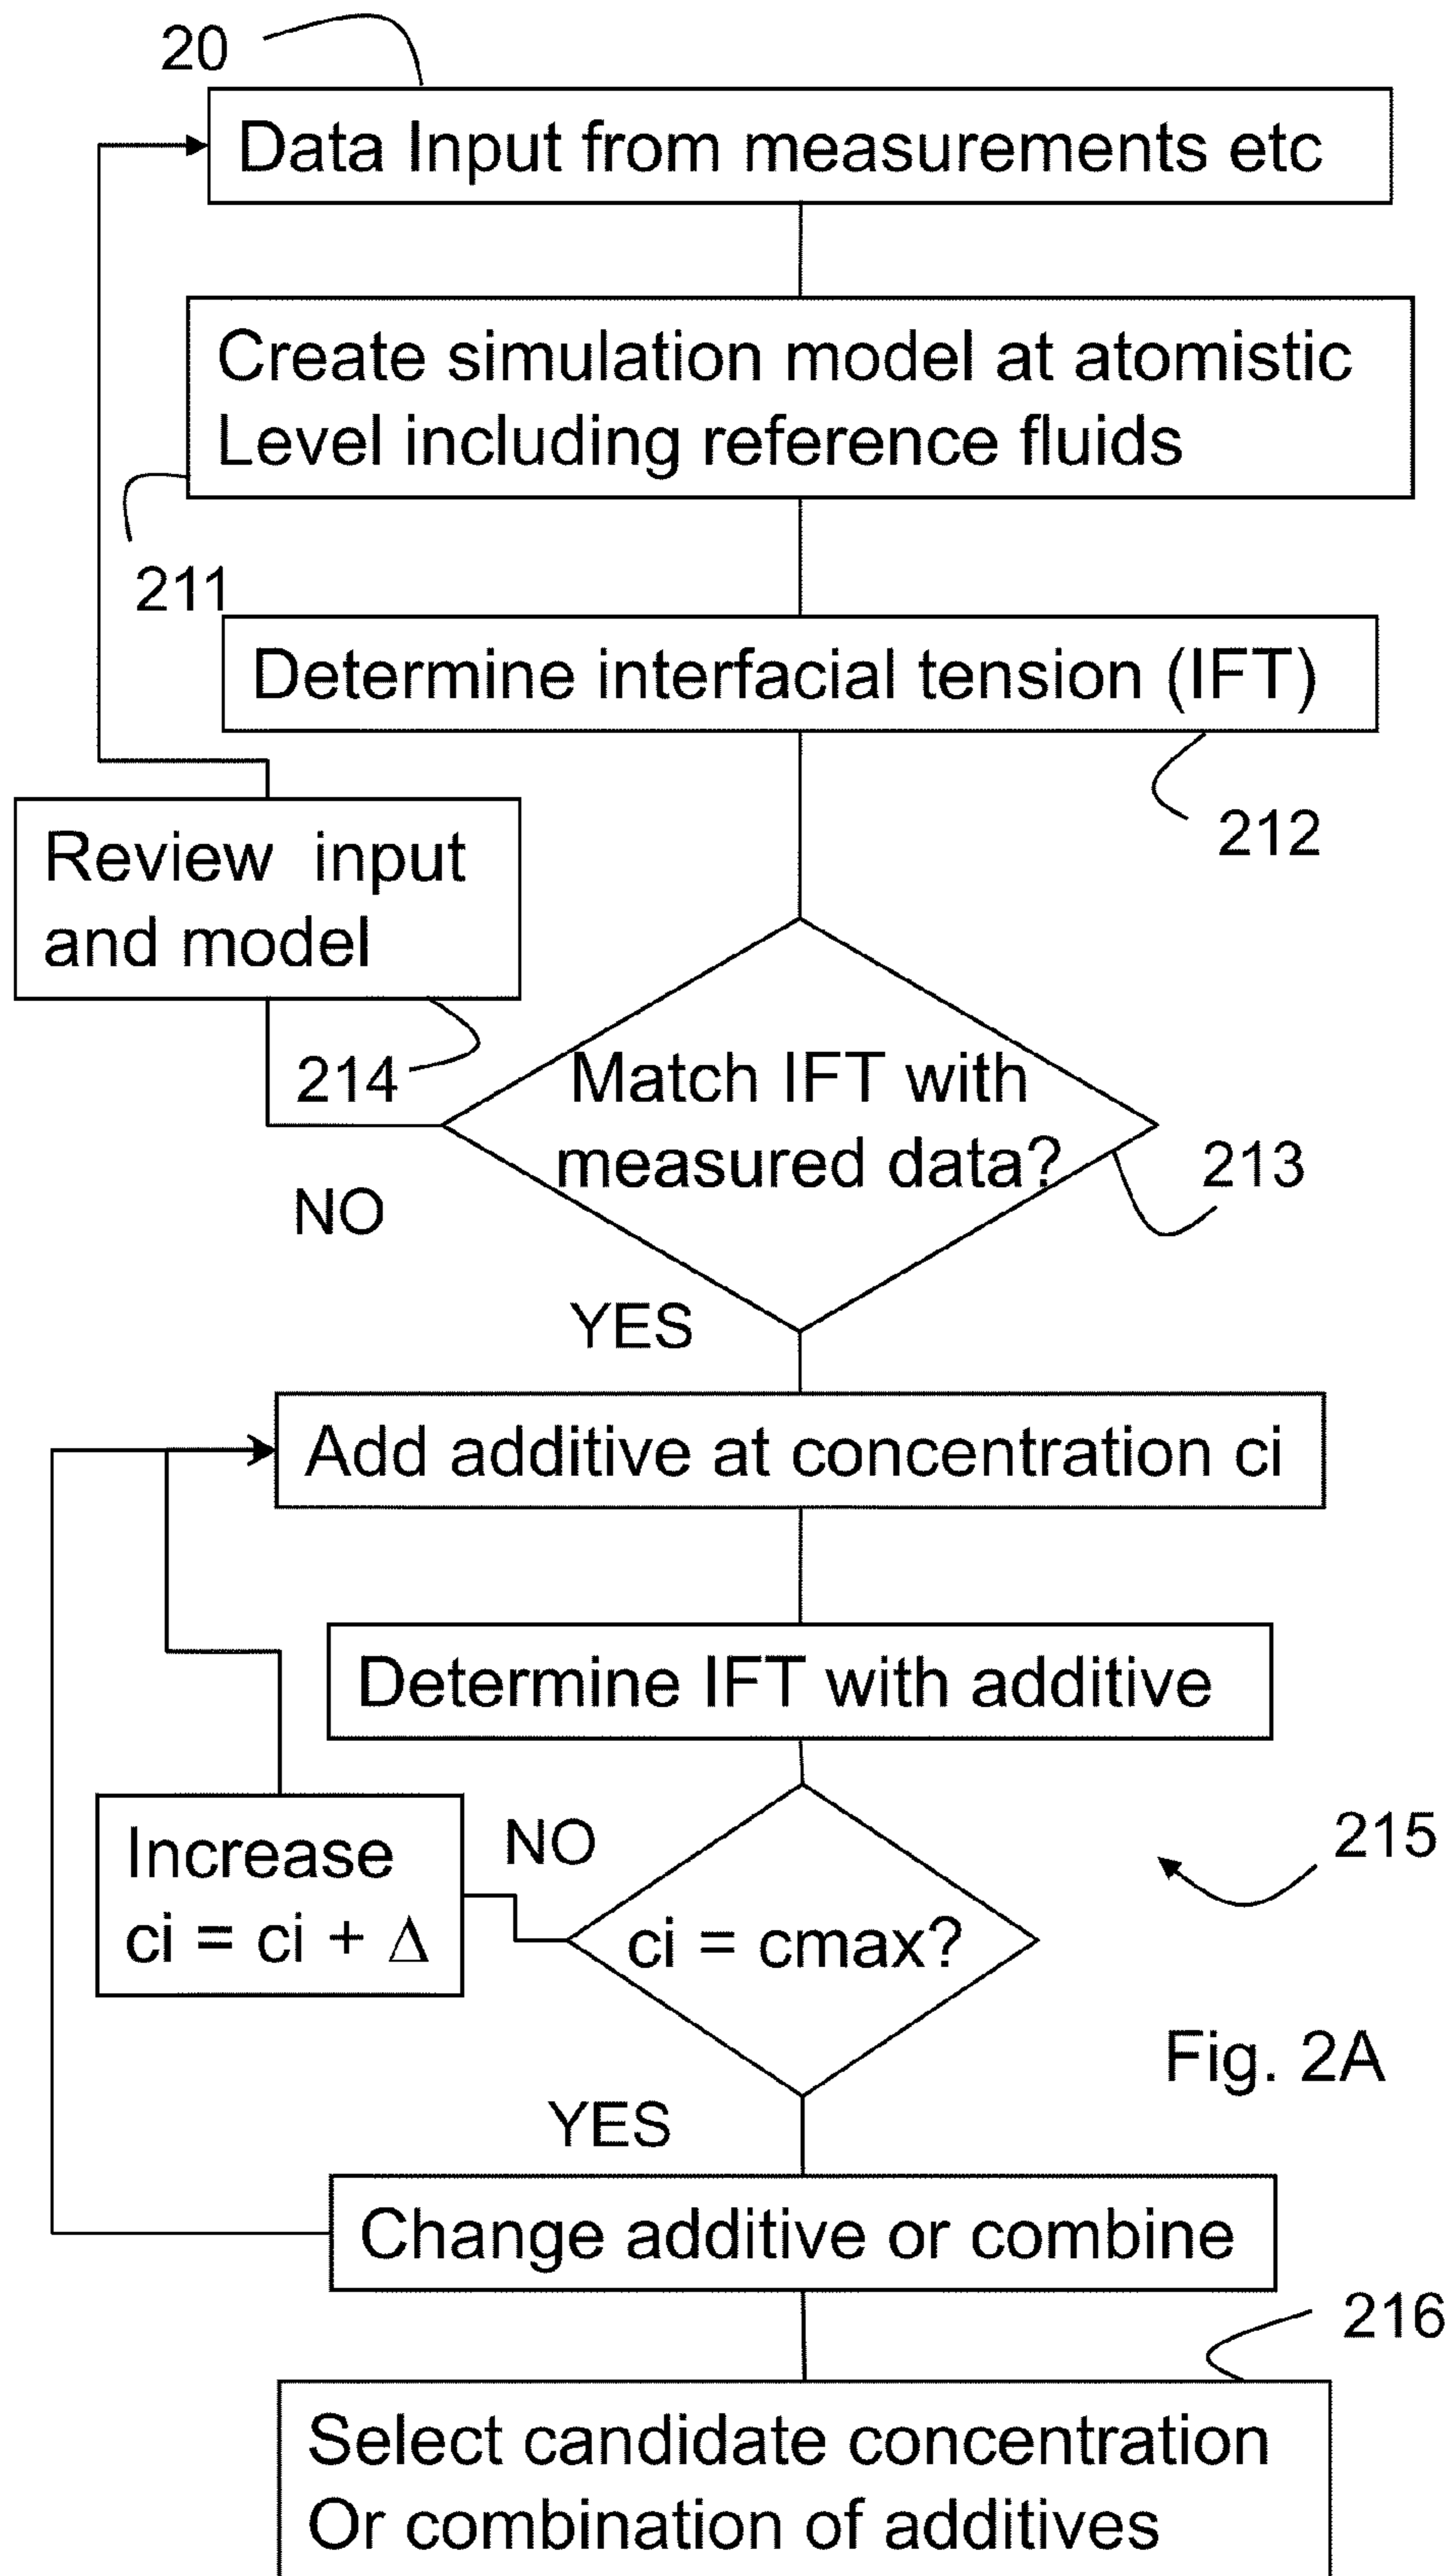 20
Data Input from measurements etc
Create simulation model at atomistic
Level including reference fluids
211
Determine interfacial tension (IFT)
212
Review input
and model
214
Match IFT with
measured data?
213
NO
YES
Add additive at concentration ci
Determine IFT with additive
Increase
ci = ci + Δ
NO
ci = cmax?
215
Fig. 2A
YES
Change additive or combine
216
Select candidate concentration
Or combination of additives